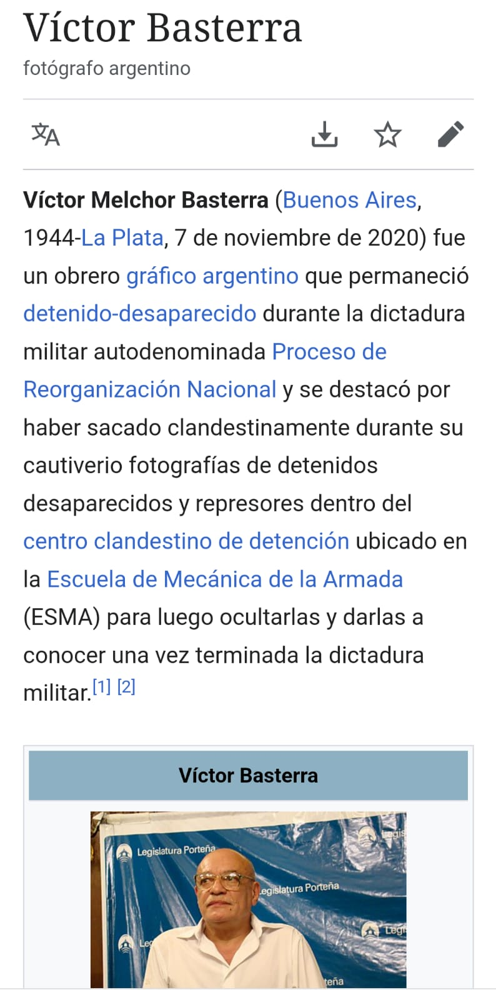 Víctor Basterra
fotógrafo argentino
Víctor Melchor Basterra (Buenos Aires,
1944-La Plata, 7 de noviembre de 2020) fue
un obrero gráfico argentino que permaneció
detenido-desaparecido durante la dictadura
militar autodenominada Proceso de
Reorganización Nacional y se destacó por
haber sacado clandestinamente durante su
cautiverio fotografías de detenidos
desaparecidos y represores dentro del
centro clandestino de detención ubicado en
la Escuela de Mecánica de la Armada
(ESMA) para luego ocultarlas y darlas a
conocer una vez terminada la dictadura
militar.[1] [2]
Víctor Basterra
Legis
Legislatura Porteña
egislatura Porteña
Legi
Leg
teña